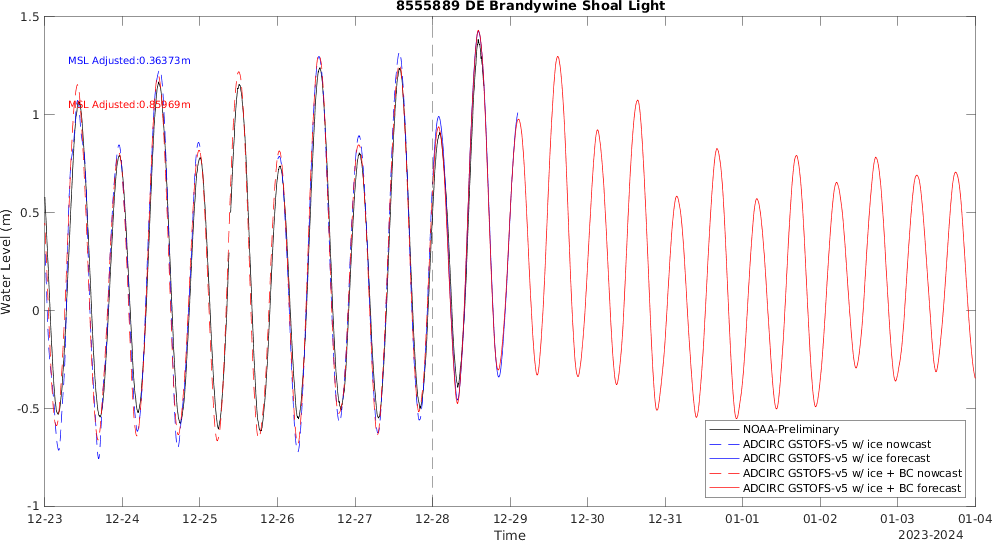 8555889 DE Brandywine Shoal Light
MSL Adjusted:0.36373m
MSL Adjusted:0.85969m
Water Level (m)
1.5
1
0.5
0
-0.5
-1
NOAA-Preliminary
ADCIRC GSTOFS-v5 w/ ice nowcast
ADCIRC GSTOFS-v5 w/ ice forecast
ADCIRC GSTOFS-v5 w/ ice + BC nowcast
ADCIRC GSTOFS-v5 w/ ice + BC forecast
12-23 12-24 12-25 12-26 12-27 12-28 12-29 12-30 12-31 01-01 01-02 01-03 01-04
Time
2023-2024